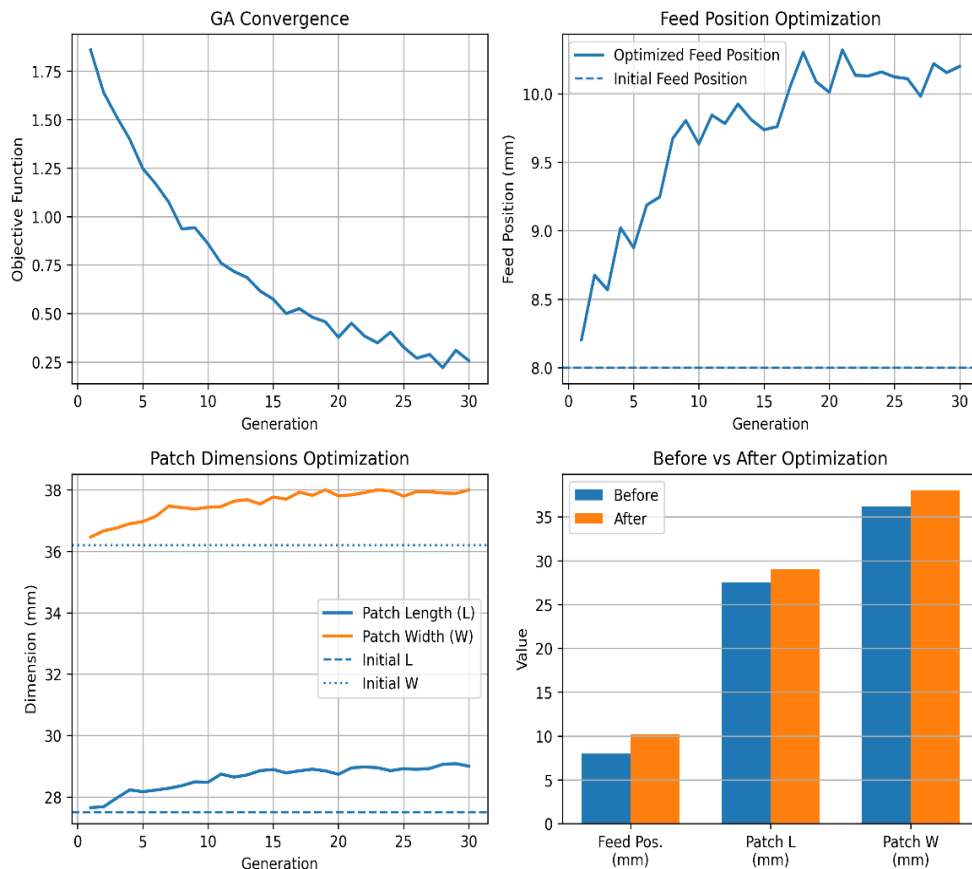 GA Convergence
Objective Function
1.75
1.50
1.25
1.00
0.75
0.50
0.25
0 5 10 15 20 25 30
Generation
Feed Position Optimization
Optimized Feed Position
Initial Feed Position
Feed Position (mm)
10.0
9.5
9.0
8.5
8.0
0 5 10 15 20 25 30
Generation
Patch Dimensions Optimization
Dimension (mm)
38
36
34
32
30
28
Patch Length (L)
Patch Width (W)
Initial L
Initial W
0 5 10 15 20 25 30
Generation
Before vs After Optimization
Before
After
Value
35
30
25
20
15
10
5
0
Feed Pos. Patch L Patch W
(mm) (mm) (mm)